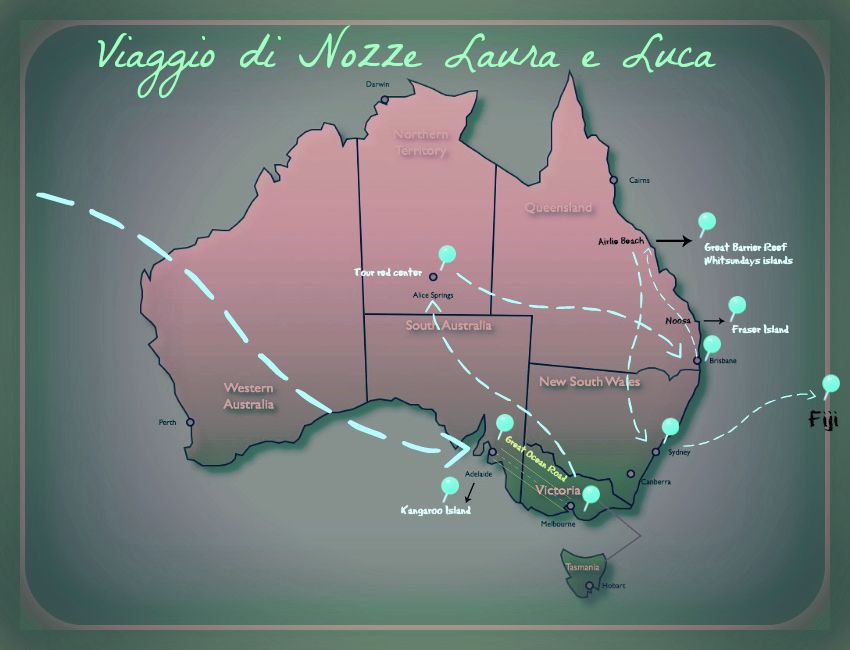 Viaggio di Nozze Laura e Luca
Darwin
Northern
Territory
Cairns
Queensland
Airlie Beach
Great Barrier Reef
Whitsundays islands
Tour red center
Alice Springs
Noosa
Fraser Island
South Australia
Brisbane
Western
Australia
New South Wales
Fiji
Perth
Great Ocean Road
Sydney
Adelaide
Canberra
Victoria
Kangaroo Island
Melbourne
Tasmania
Hobart